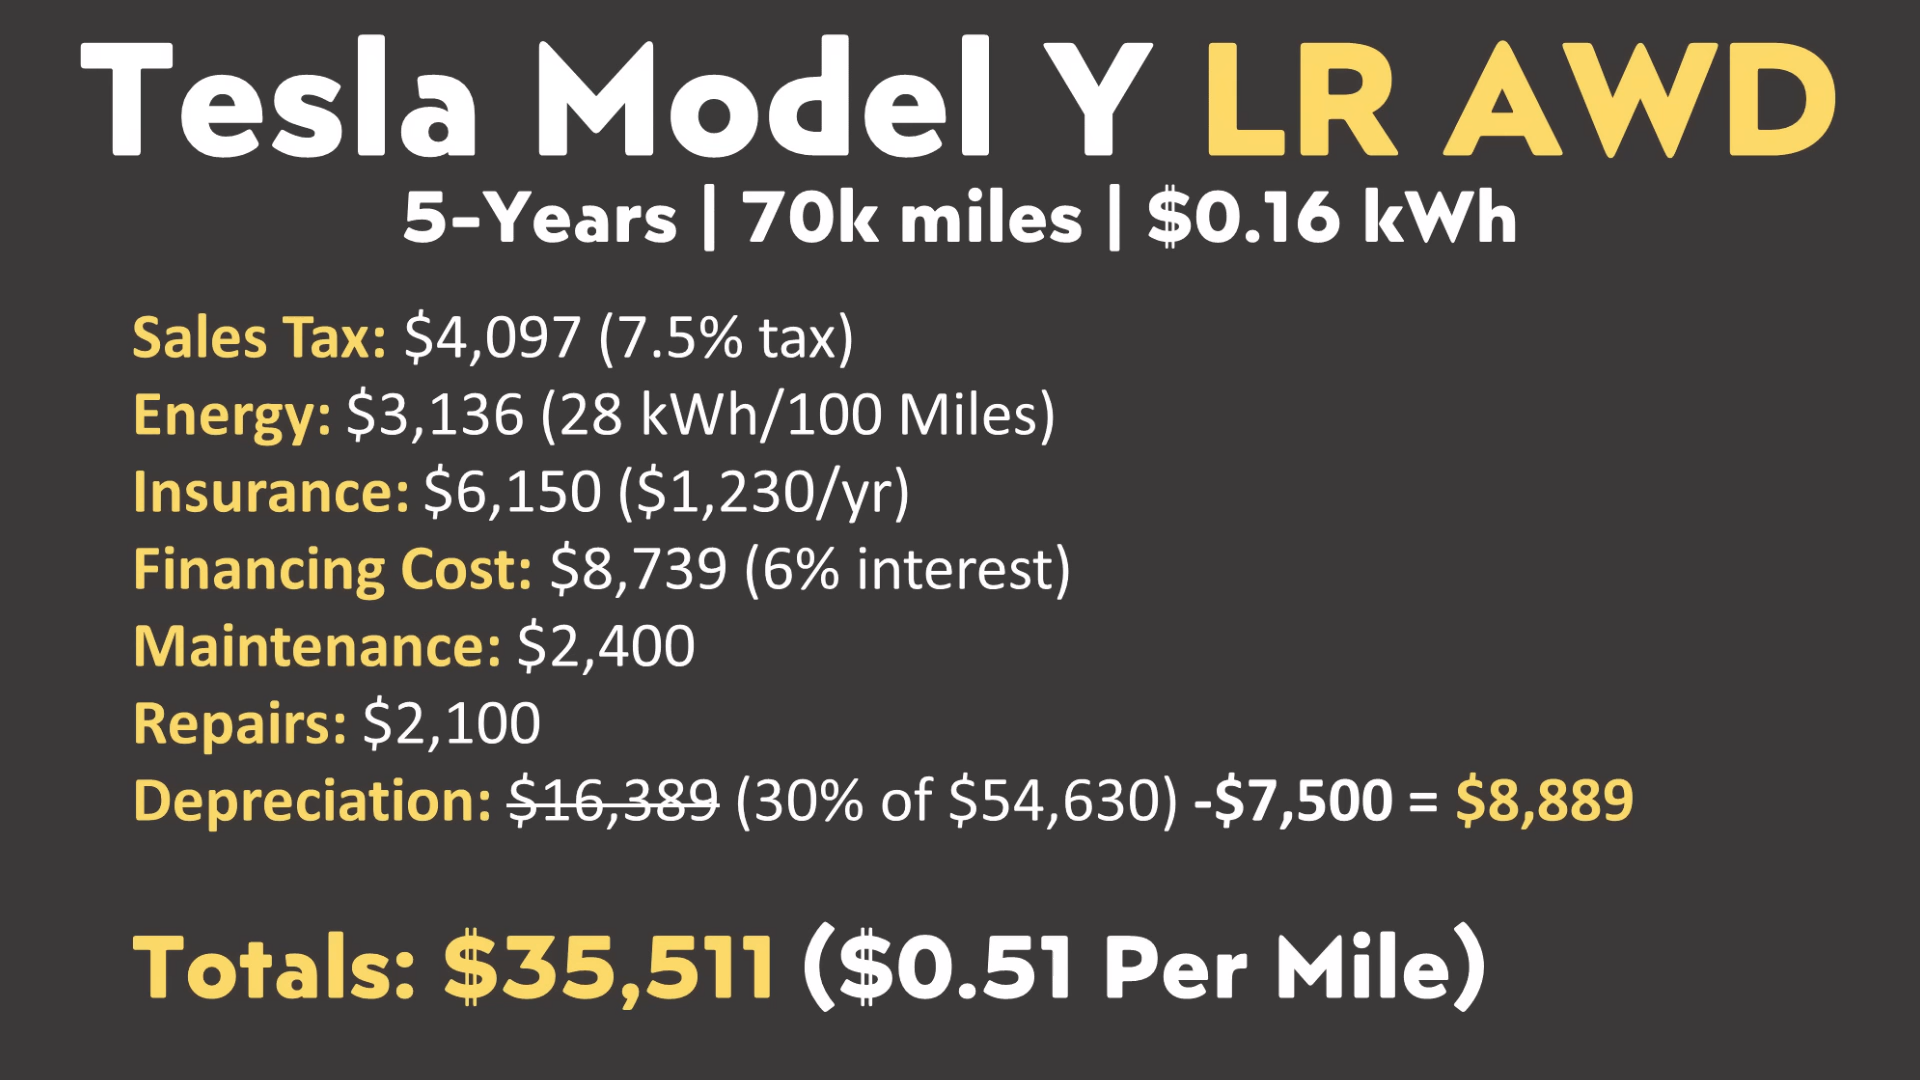 Tesla Model Y LR AWD
5-Years | 70k miles | $0.16 kWh
Sales Tax: $4,097 (7.5% tax)
Energy: $3,136 (28 kWh/100 Miles)
Insurance: $6,150 ($1,230/yr)
Financing Cost: $8,739 (6% interest)
Maintenance: $2,400
Repairs: $2,100
Depreciation: $16,389 (30% of $54,630) -$7,500 = $8,889
Totals: $35,511 ($0.51 Per Mile)